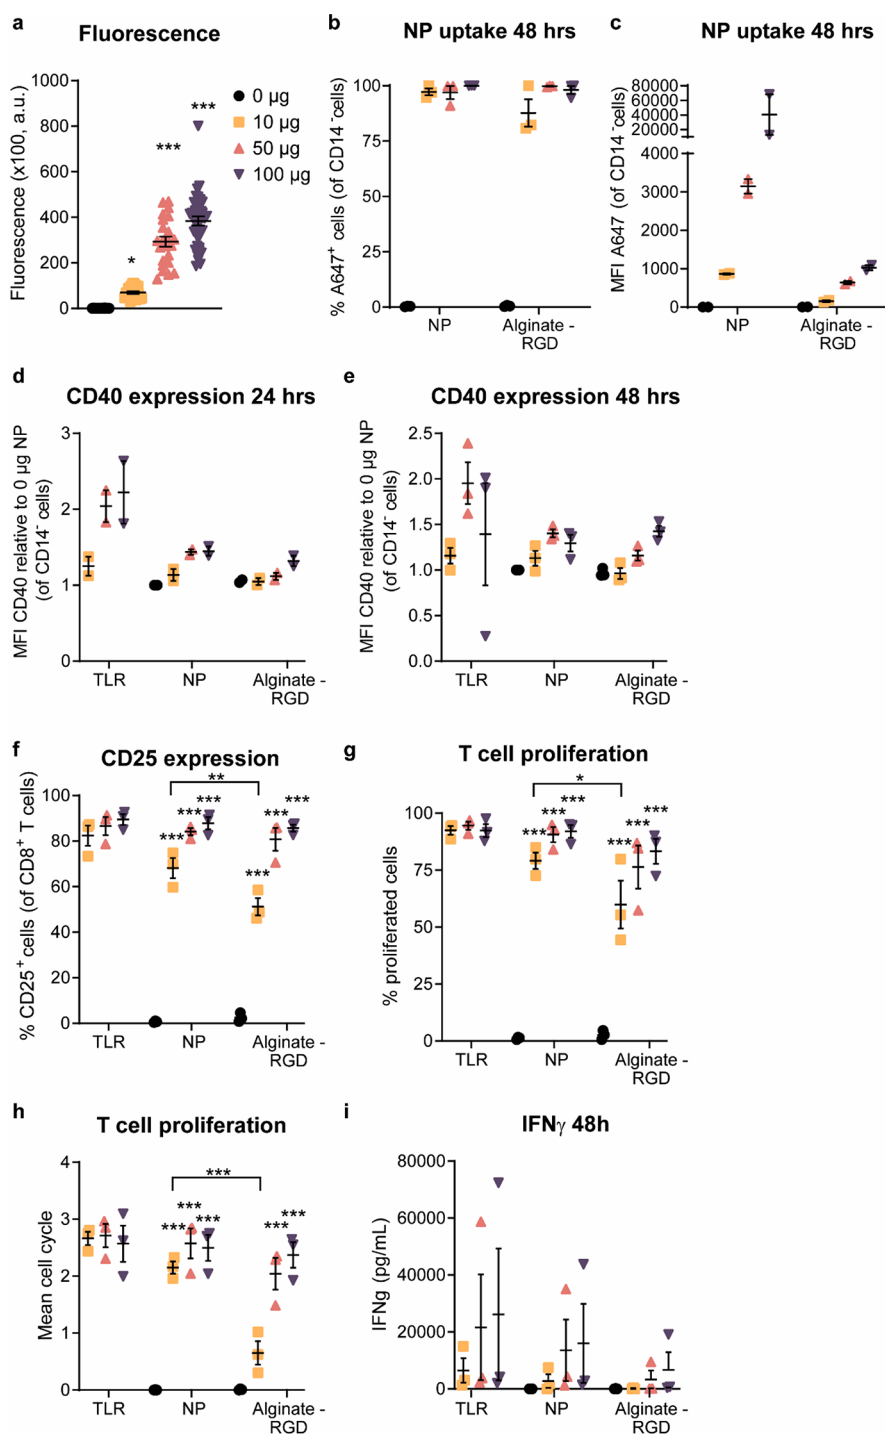 a
Fluorescence
Fluorescence (x100, a.u.)
1000
800
600
400
200
0
*
***
***
0 µg
10 µg
50 µg
100 µg
b
NP uptake 48 hrs
% A647+ cells (of CD14-cells)
100
75
50
25
0
NP
Alginate -
RGD
c
NP uptake 48 hrs
MFI A647 (of CD14-cells)
80000
60000
40000
20000
4000
3000
2000
1000
0
NP
Alginate -
RGD
d
CD40 expression 24 hrs
MFI CD40 relative to 0 µg NP
(of CD14- cells)
3
2
1
0
TLR
NP
Alginate -
RGD
e
CD40 expression 48 hrs
MFI CD40 relative to 0 µg NP
(of CD14- cells)
2.5
2.0
1.5
1.0
0.5
0.0
TLR
NP
Alginate -
RGD
f
CD25 expression
% CD25+ cells (of CD8+ T cells)
100
80
60
40
20
0
**
***
***
***
***
***
***
TLR
NP
Alginate -
RGD
g
T cell proliferation
% proliferated cells
100
75
50
25
0
*
***
***
***
***
***
***
TLR
NP
Alginate -
RGD
h
T cell proliferation
Mean cell cycle
4
3
2
1
0
***
***
***
***
***
***
TLR
NP
Alginate -
RGD
i
IFNγ 48h
IFNg (pg/mL)
80000
60000
40000
20000
0
TLR
NP
Alginate -
RGD